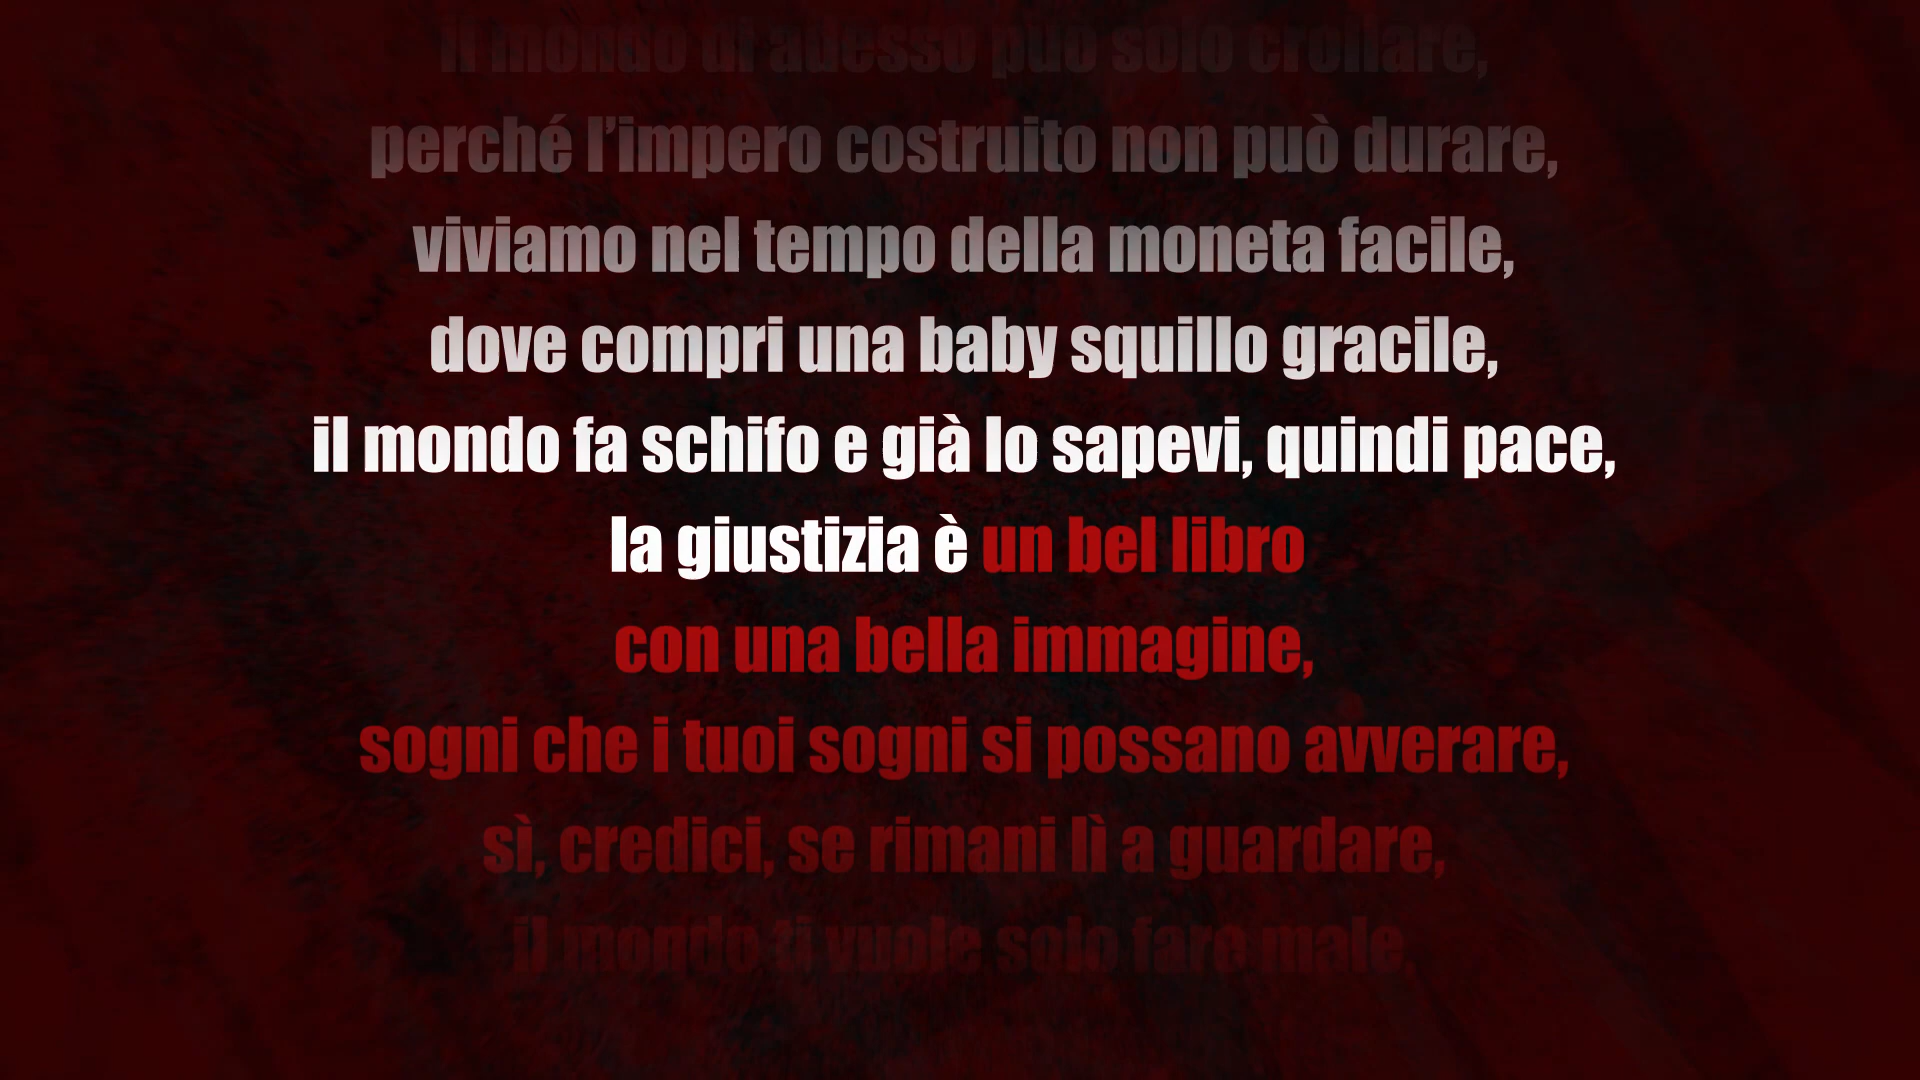 il mondo di adesso può solo crollare,
perché l’impero costruito non può durare,
viviamo nel tempo della moneta facile,
dove compri una baby squillo gracile,
il mondo fa schifo e già lo sapevi, quindi pace,
la giustizia è un bel libro
con una bella immagine,
sogni che i tuoi sogni si possano avverare,
sì, credici, se rimani lì a guardare,
il mondo ti vuole solo fare male,